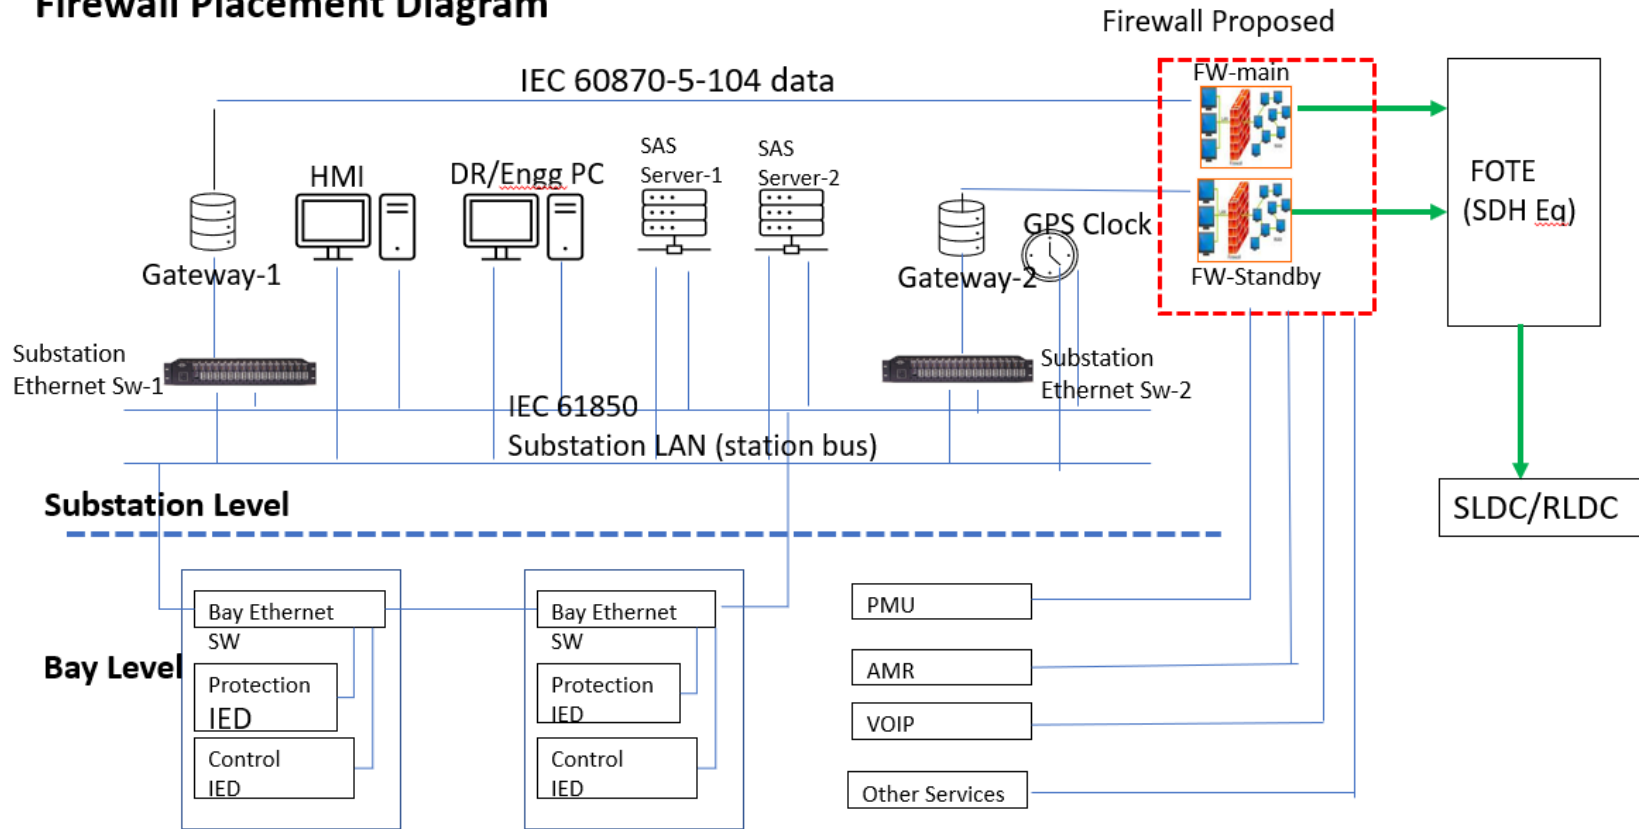 Firewall Placement Diagram
Firewall Proposed
IEC 60870-5-104 data
FW-main
SAS
Server-1
SAS
Server-2
HMI
DR/Engg PC
FOTE
(SDH Eq)
GPS Clock
Gateway-1
Gateway-2
FW-Standby
Substation
Ethernet Sw-1
Substation
Ethernet Sw-2
IEC 61850
Substation LAN (station bus)
Substation Level
SLDC/RLDC
Bay Ethernet
SW
Bay Ethernet
SW
PMU
Bay Level
Protection
IED
Protection
IED
AMR
VOIP
Control
IED
Control
IED
Other Services